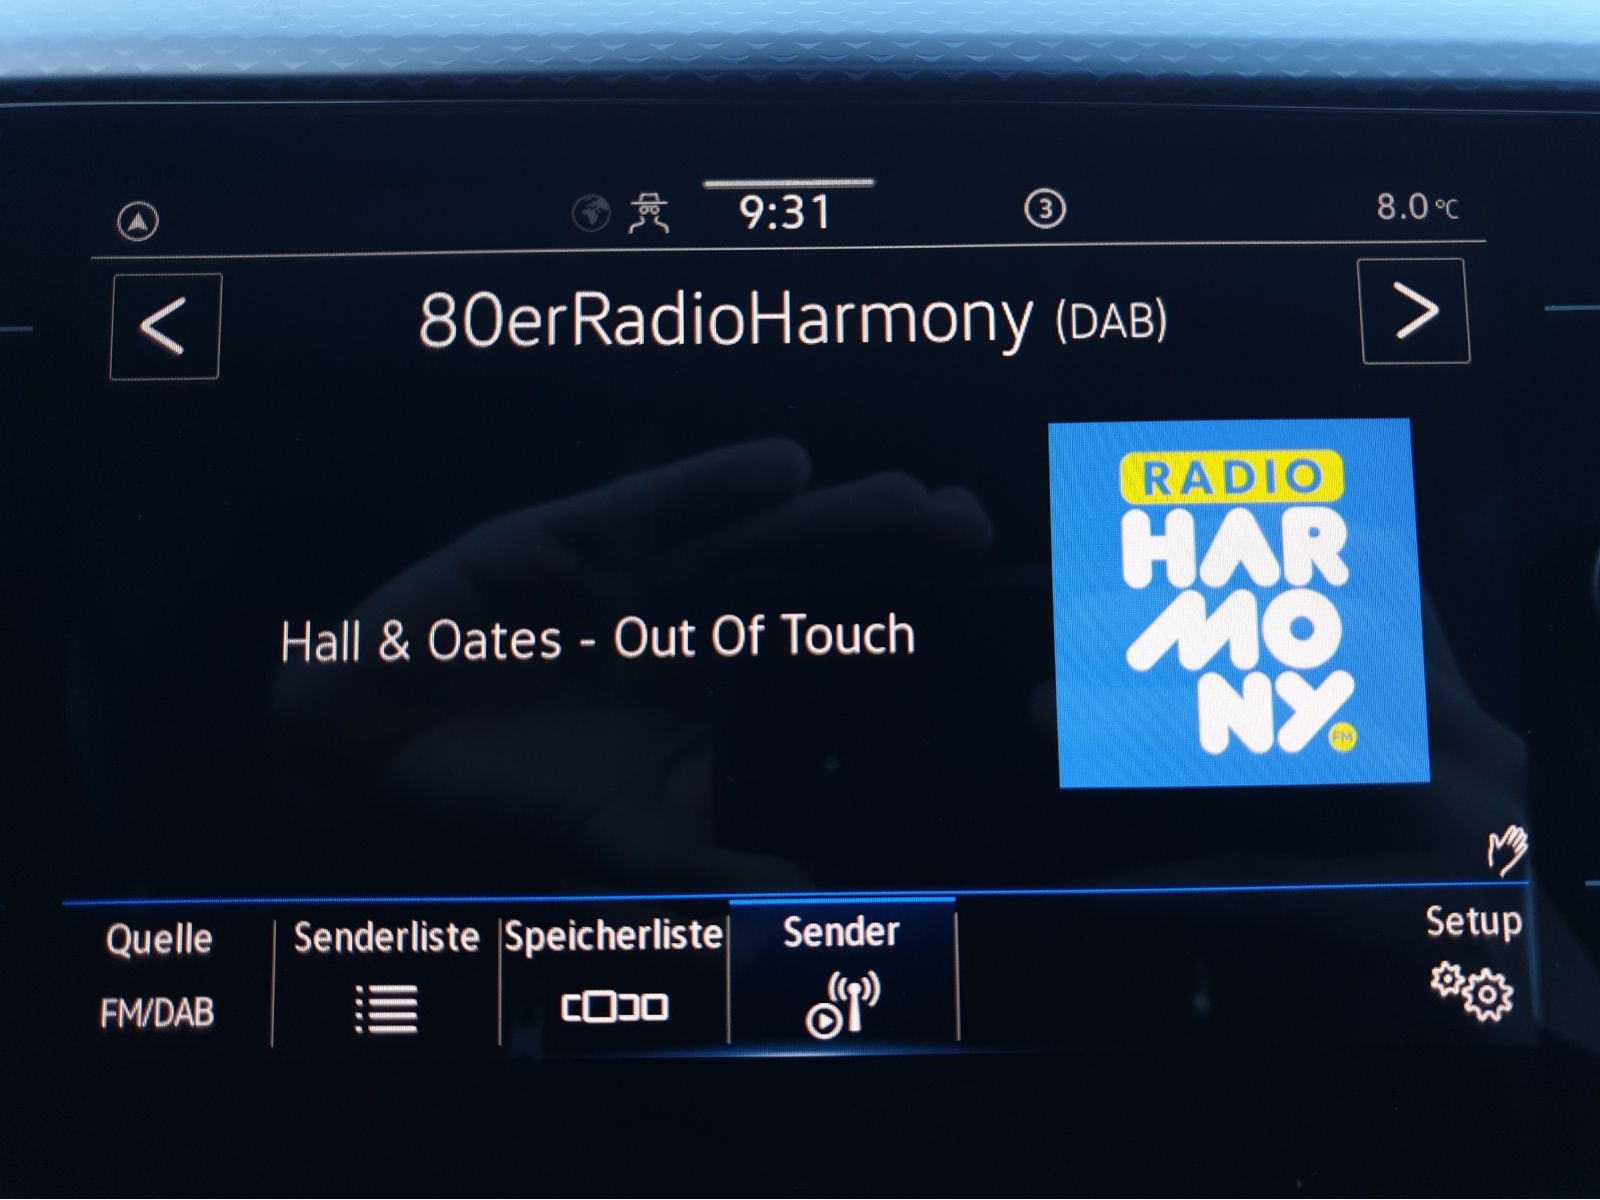 9:31
3
8.0 °C
<
80erRadioHarmony (DAB)
>
RADIO
HAR
MO
NY
FM
Hall & Oates - Out Of Touch
Quelle
FM/DAB
Senderliste
Speicherliste
Sender
Setup